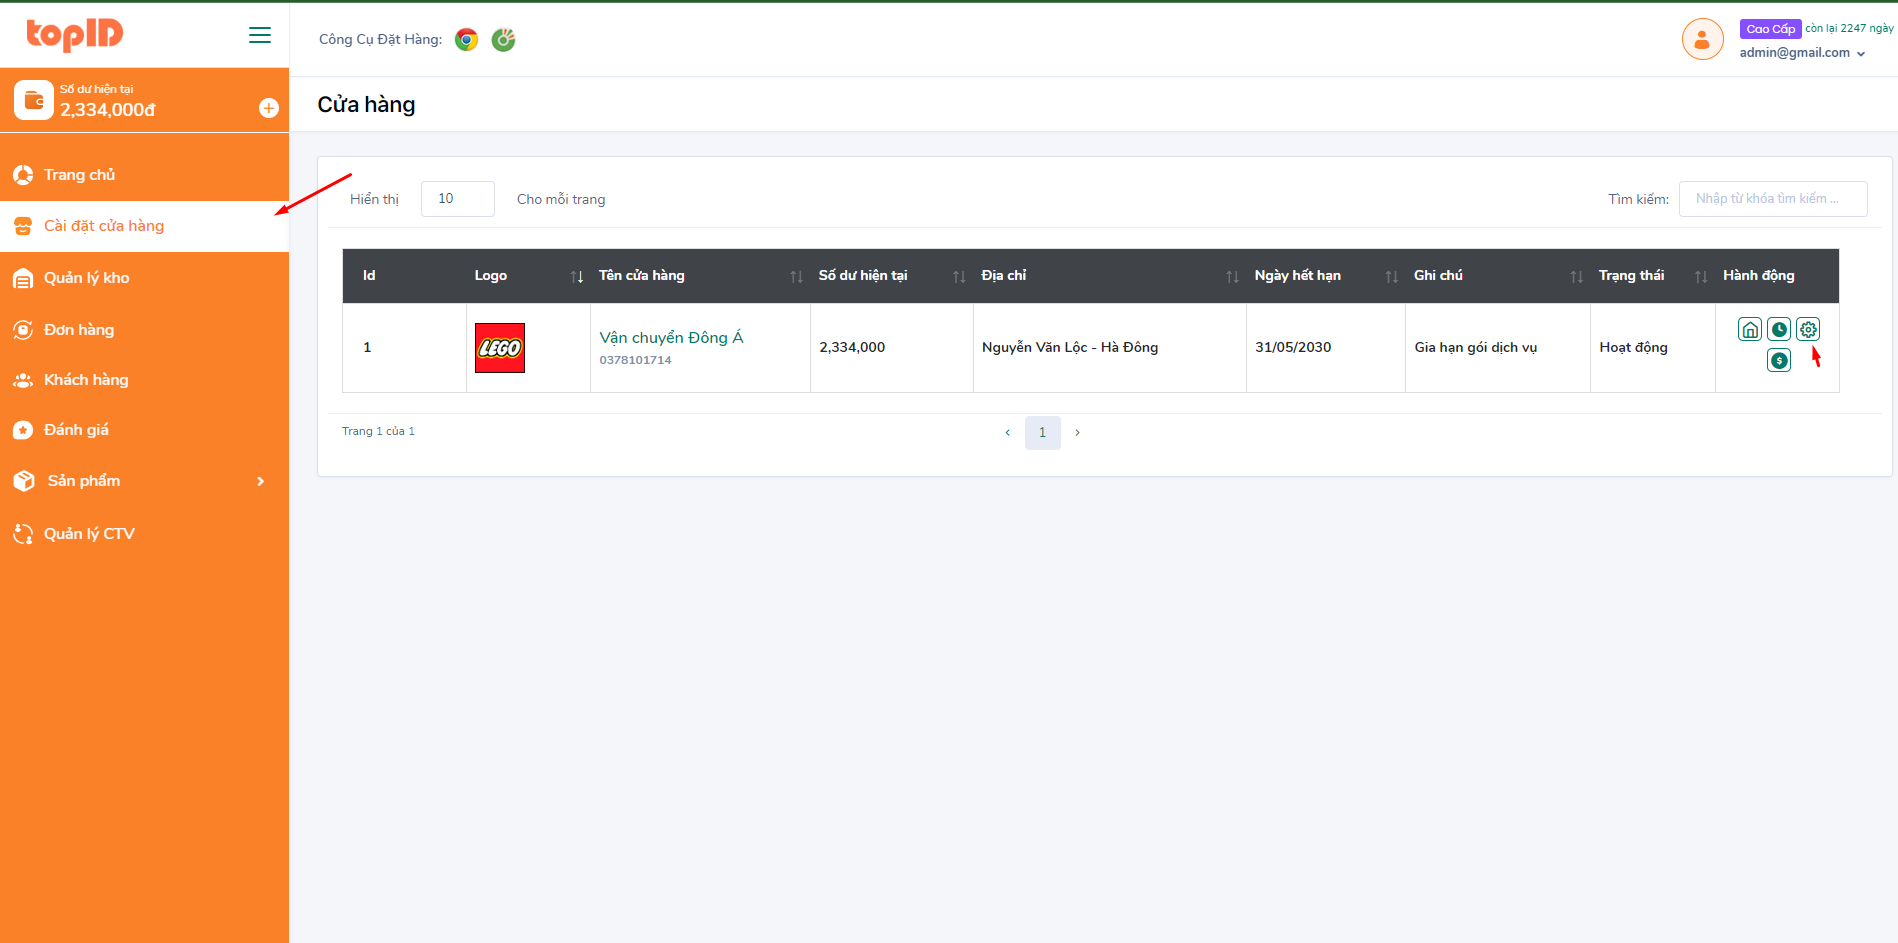 topID
Công Cụ Đặt Hàng:
Cao Cấp còn lại 2247 ngày
admin@gmail.com
Số dư hiện tại
2,334,000đ
Trang chủ
Cài đặt cửa hàng
Quản lý kho
Đơn hàng
Khách hàng
Đánh giá
Sản phẩm
Quản lý CTV
Cửa hàng
Hiển thị 10 Cho mỗi trang
Tìm kiếm: Nhập từ khóa tìm kiếm ...
Id Logo Tên cửa hàng Số dư hiện tại Địa chỉ Ngày hết hạn Ghi chú Trạng thái Hành động
1 LEGO Vận chuyển Đông Á 2,334,000 Nguyễn Văn Lộc - Hà Đông 31/05/2030 Gia hạn gói dịch vụ Hoạt động
0378101714
Trang 1 của 1
‹ 1 ›